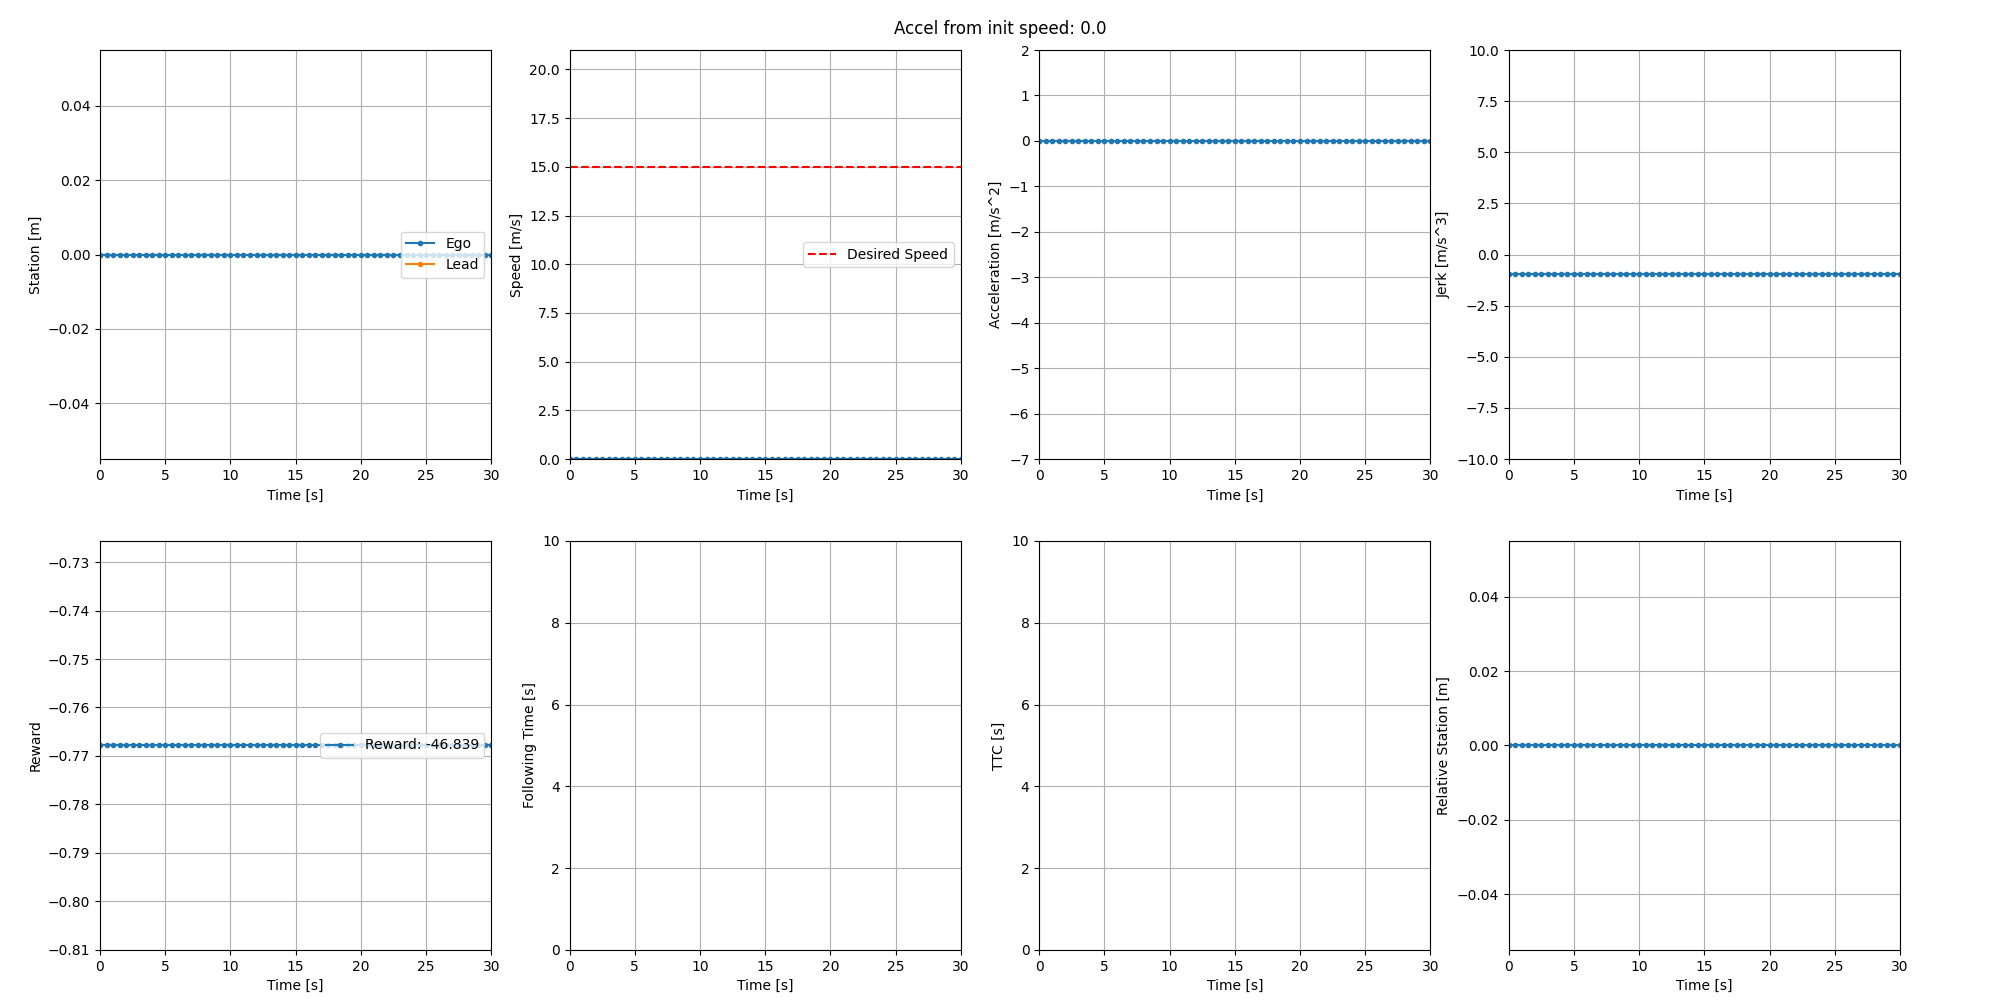 Accel from init speed: 0.0
Station [m]
0.04
0.02
0.00
−0.02
−0.04
Ego
Lead
0 5 10 15 20 25 30
Time [s]
Speed [m/s]
20.0
17.5
15.0
12.5
10.0
7.5
5.0
2.5
0.0
Desired Speed
0 5 10 15 20 25 30
Time [s]
Acceleration [m/s^2]
2
1
0
−1
−2
−3
−4
−5
−6
−7
0 5 10 15 20 25 30
Time [s]
Jerk [m/s^3]
10.0
7.5
5.0
2.5
0.0
−2.5
−5.0
−7.5
−10.0
0 5 10 15 20 25 30
Time [s]
Reward
−0.73
−0.74
−0.75
−0.76
−0.77
−0.78
−0.79
−0.80
−0.81
Reward: -46.839
0 5 10 15 20 25 30
Time [s]
Following Time [s]
10
8
6
4
2
0
0 5 10 15 20 25 30
Time [s]
TTC [s]
10
8
6
4
2
0
0 5 10 15 20 25 30
Time [s]
Relative Station [m]
0.04
0.02
0.00
−0.02
−0.04
0 5 10 15 20 25 30
Time [s]